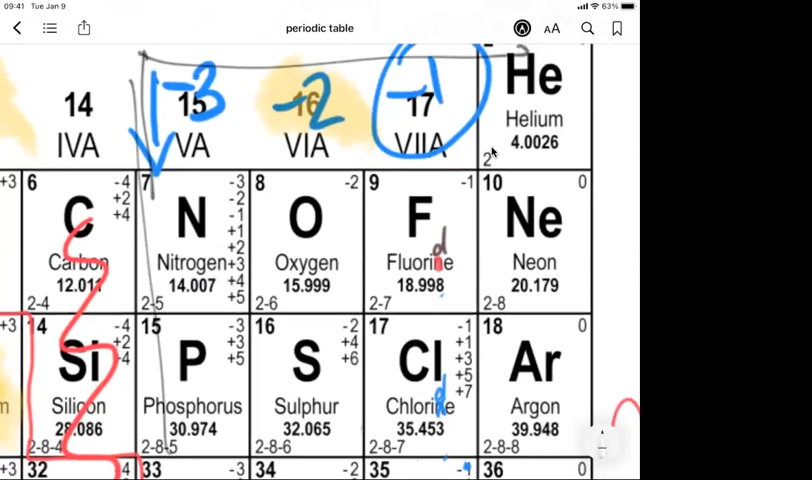 09:41 Tue Jan 9
63%
periodic table
AA
-3 -2 -1
14 15 16 17
IVA VA VIA VIIA
He
Helium
4.0026
2
+3
6 -4 +2 +4
C
Carbon
12.011
2-4
7 -3 -2 -1 +1 +2 +3 +4 +5
N
Nitrogen
14.007
2-5
8 -2
O
Oxygen
15.999
2-6
9 -1
F
d
Fluorine
18.998
2-7
10 0
Ne
Neon
20.179
2-8
+3
14 -4 +2 +4
Si
Silicon
28.086
2-8-4
15 -3 +3 +5
P
Phosphorus
30.974
2-8-5
16 -2 +4 +6
S
Sulphur
32.065
2-8-6
17 -1 +1 +3 +5 +7
Cl
d
Chlorine
35.453
2-8-7
18 0
Ar
Argon
39.948
2-8-8
+3
32
33 -3
34 -2
35
36 0